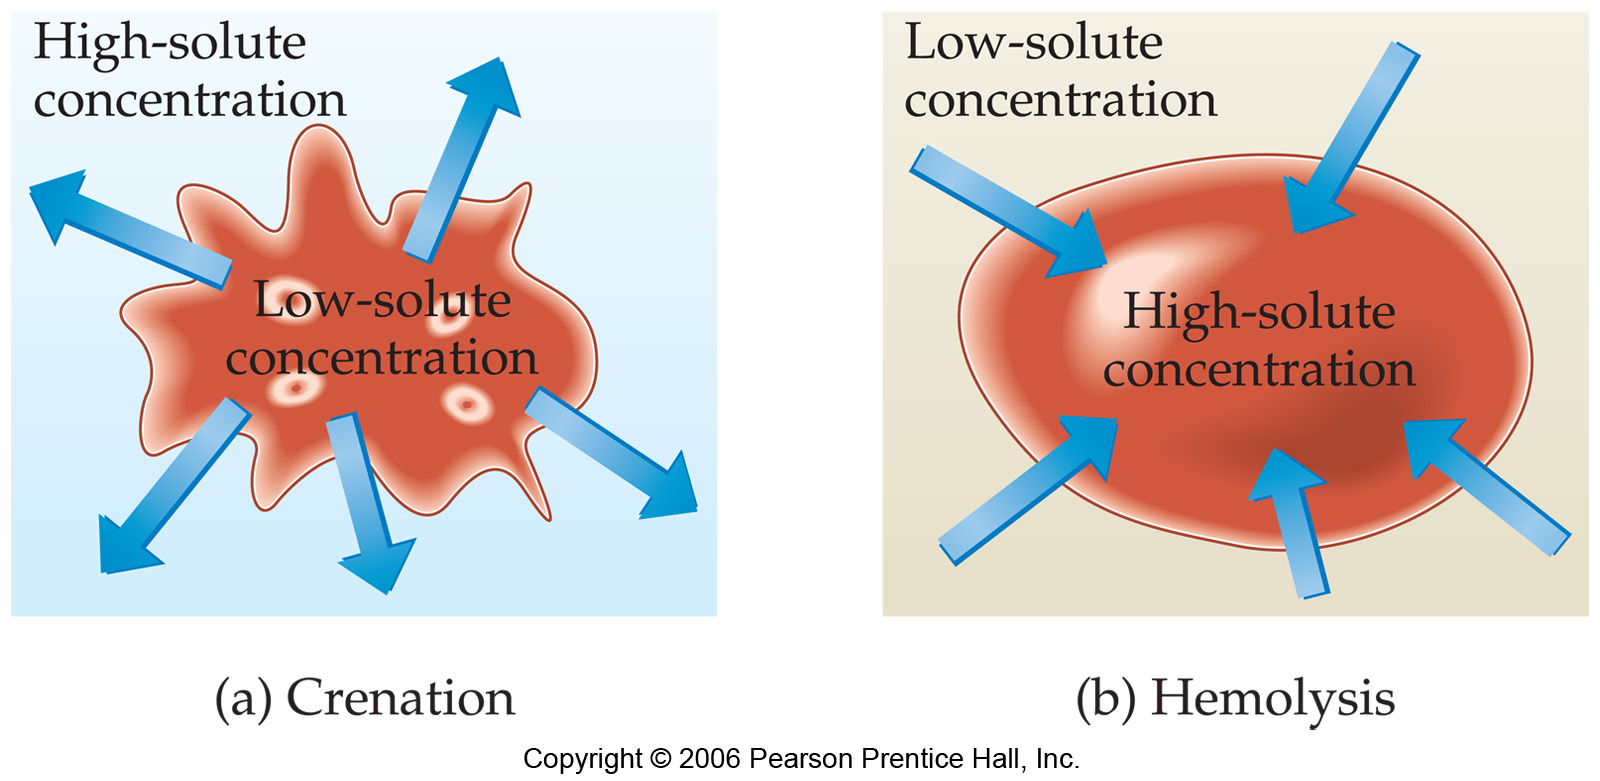 High-solute
concentration
Low-solute
concentration
(a) Crenation
Low-solute
concentration
High-solute
concentration
(b) Hemolysis
Copyright © 2006 Pearson Prentice Hall, Inc.